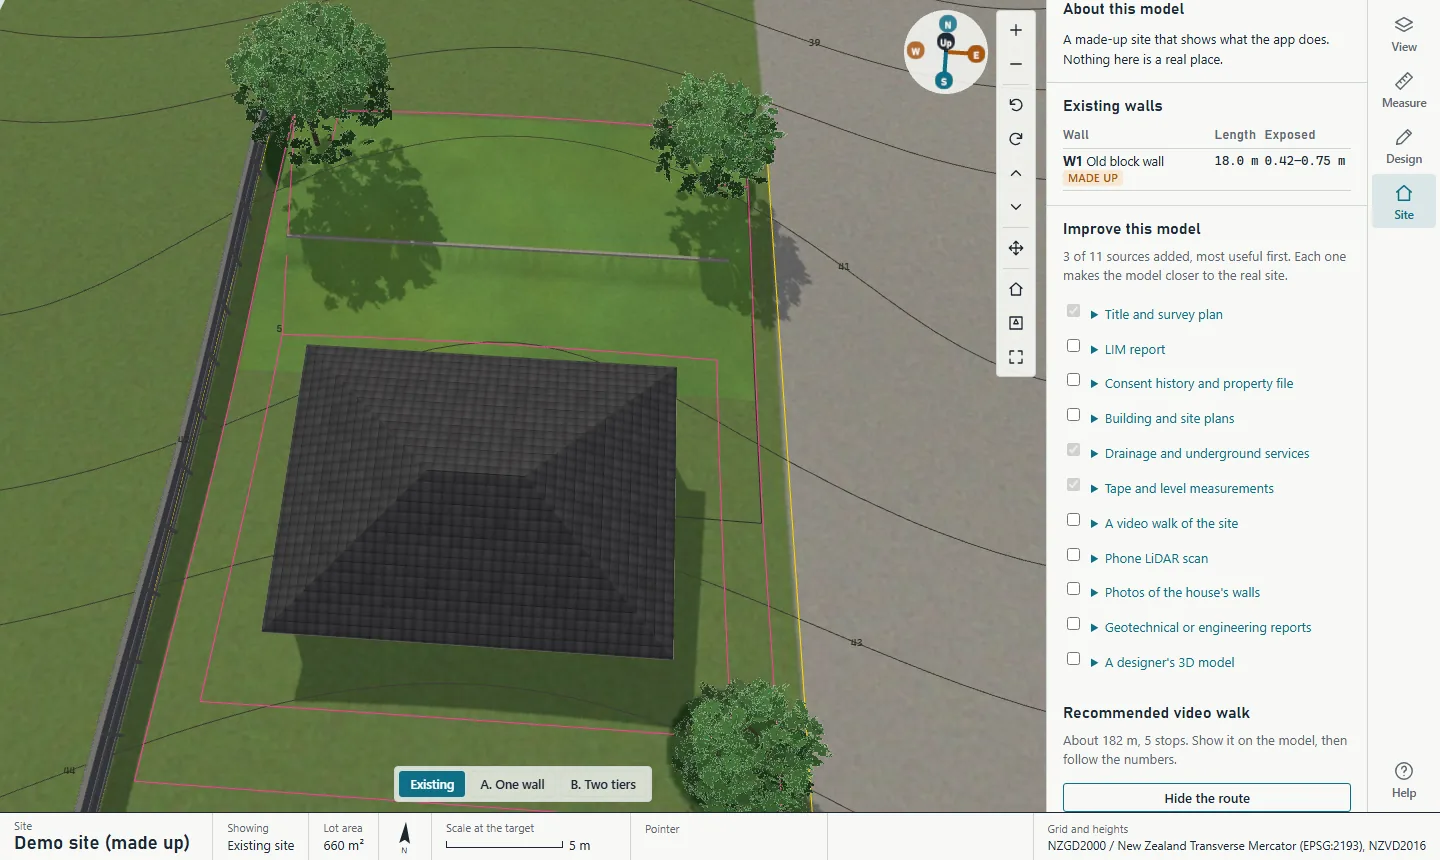 39
41
43
44
5
N
Up
W
E
S
About this model
A made-up site that shows what the app does.
Nothing here is a real place.
Existing walls
Wall Length Exposed
W1 Old block wall 18.0 m 0.42–0.75 m
MADE UP
Improve this model
3 of 11 sources added, most useful first. Each one
makes the model closer to the real site.
Title and survey plan
LIM report
Consent history and property file
Building and site plans
Drainage and underground services
Tape and level measurements
A video walk of the site
Phone LiDAR scan
Photos of the house's walls
Geotechnical or engineering reports
A designer's 3D model
Recommended video walk
About 182 m, 5 stops. Show it on the model, then
follow the numbers.
Hide the route
View
Measure
Design
Site
Help
Existing A. One wall B. Two tiers
Site
Demo site (made up)
Showing
Existing site
Lot area
660 m²
N
Scale at the target
5 m
Pointer
Grid and heights
NZGD2000 / New Zealand Transverse Mercator (EPSG:2193), NZVD2016